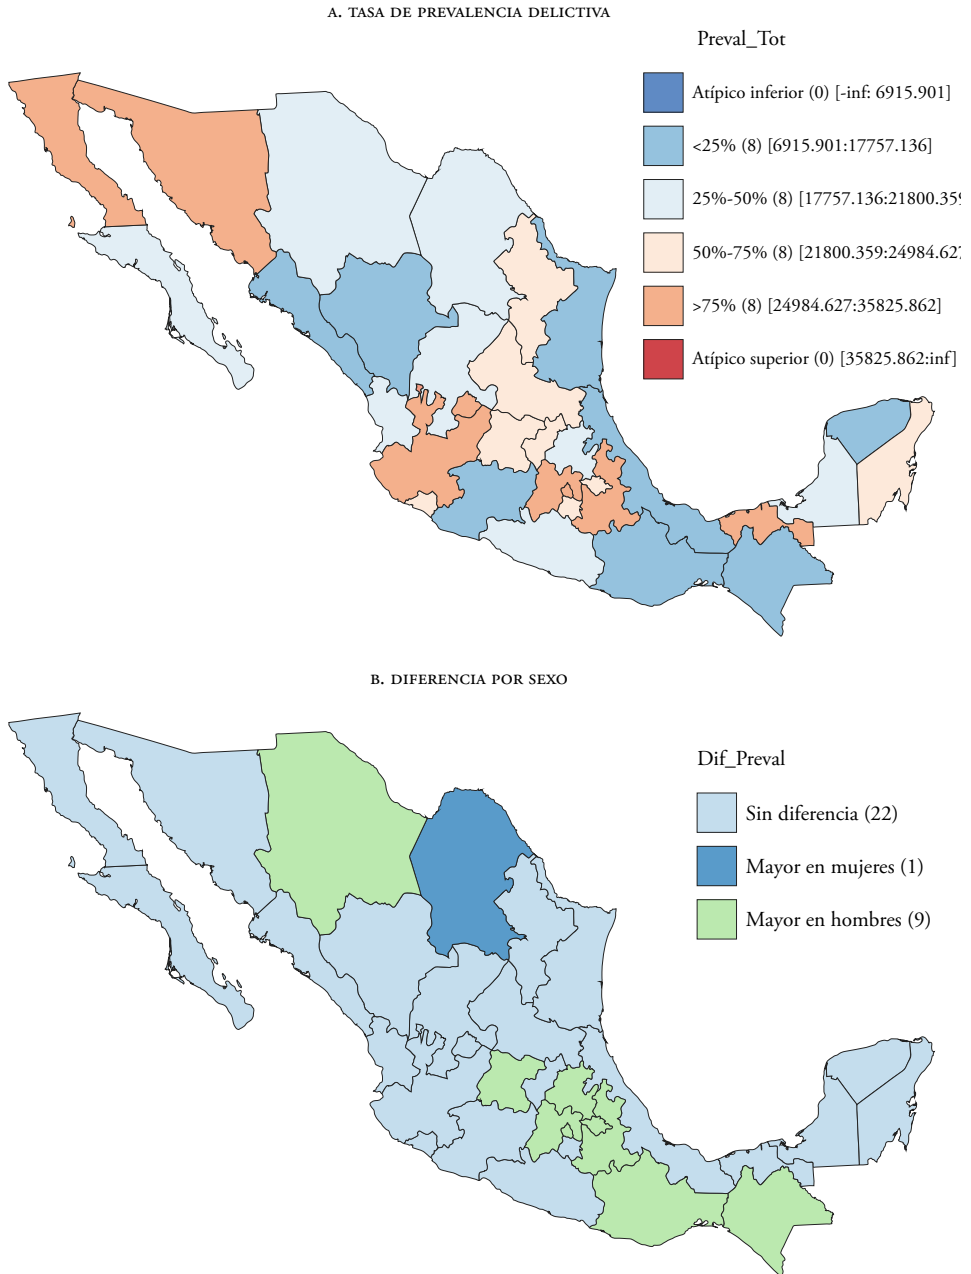 A. TASA DE PREVALENCIA DELICTIVA
Preval_Tot
Atípico inferior (0) [-inf: 6915.901]
<25% (8) [6915.901:17757.136]
25%-50% (8) [17757.136:21800.359
50%-75% (8) [21800.359:24984.627
>75% (8) [24984.627:35825.862]
Atípico superior (0) [35825.862:inf]
B. DIFERENCIA POR SEXO
Dif_Preval
Sin diferencia (22)
Mayor en mujeres (1)
Mayor en hombres (9)